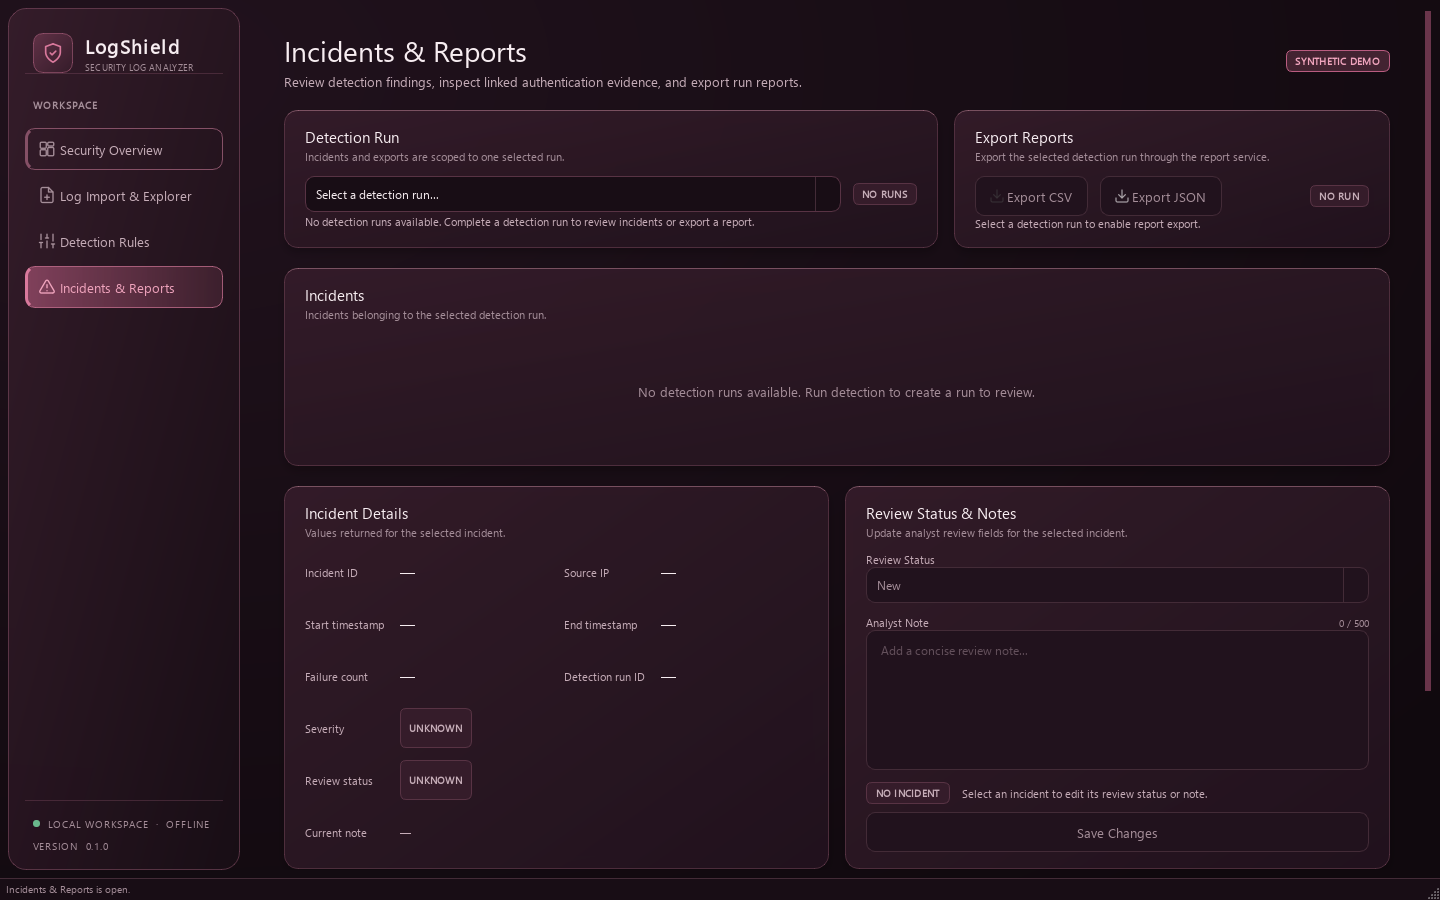 LogShield
SECURITY LOG ANALYZER
WORKSPACE
Security Overview
Log Import & Explorer
Detection Rules
Incidents & Reports
LOCAL WORKSPACE · OFFLINE
VERSION 0.1.0
Incidents & Reports
Review detection findings, inspect linked authentication evidence, and export run reports.
SYNTHETIC DEMO
Detection Run
Incidents and exports are scoped to one selected run.
Select a detection run...
NO RUNS
No detection runs available. Complete a detection run to review incidents or export a report.
Export Reports
Export the selected detection run through the report service.
Export CSV
Export JSON
NO RUN
Select a detection run to enable report export.
Incidents
Incidents belonging to the selected detection run.
No detection runs available. Run detection to create a run to review.
Incident Details
Values returned for the selected incident.
Incident ID —
Source IP —
Start timestamp —
End timestamp —
Failure count —
Detection run ID —
Severity UNKNOWN
Review status UNKNOWN
Current note —
Review Status & Notes
Update analyst review fields for the selected incident.
Review Status
New
Analyst Note
0 / 500
Add a concise review note...
NO INCIDENT
Select an incident to edit its review status or note.
Save Changes
Incidents & Reports is open.